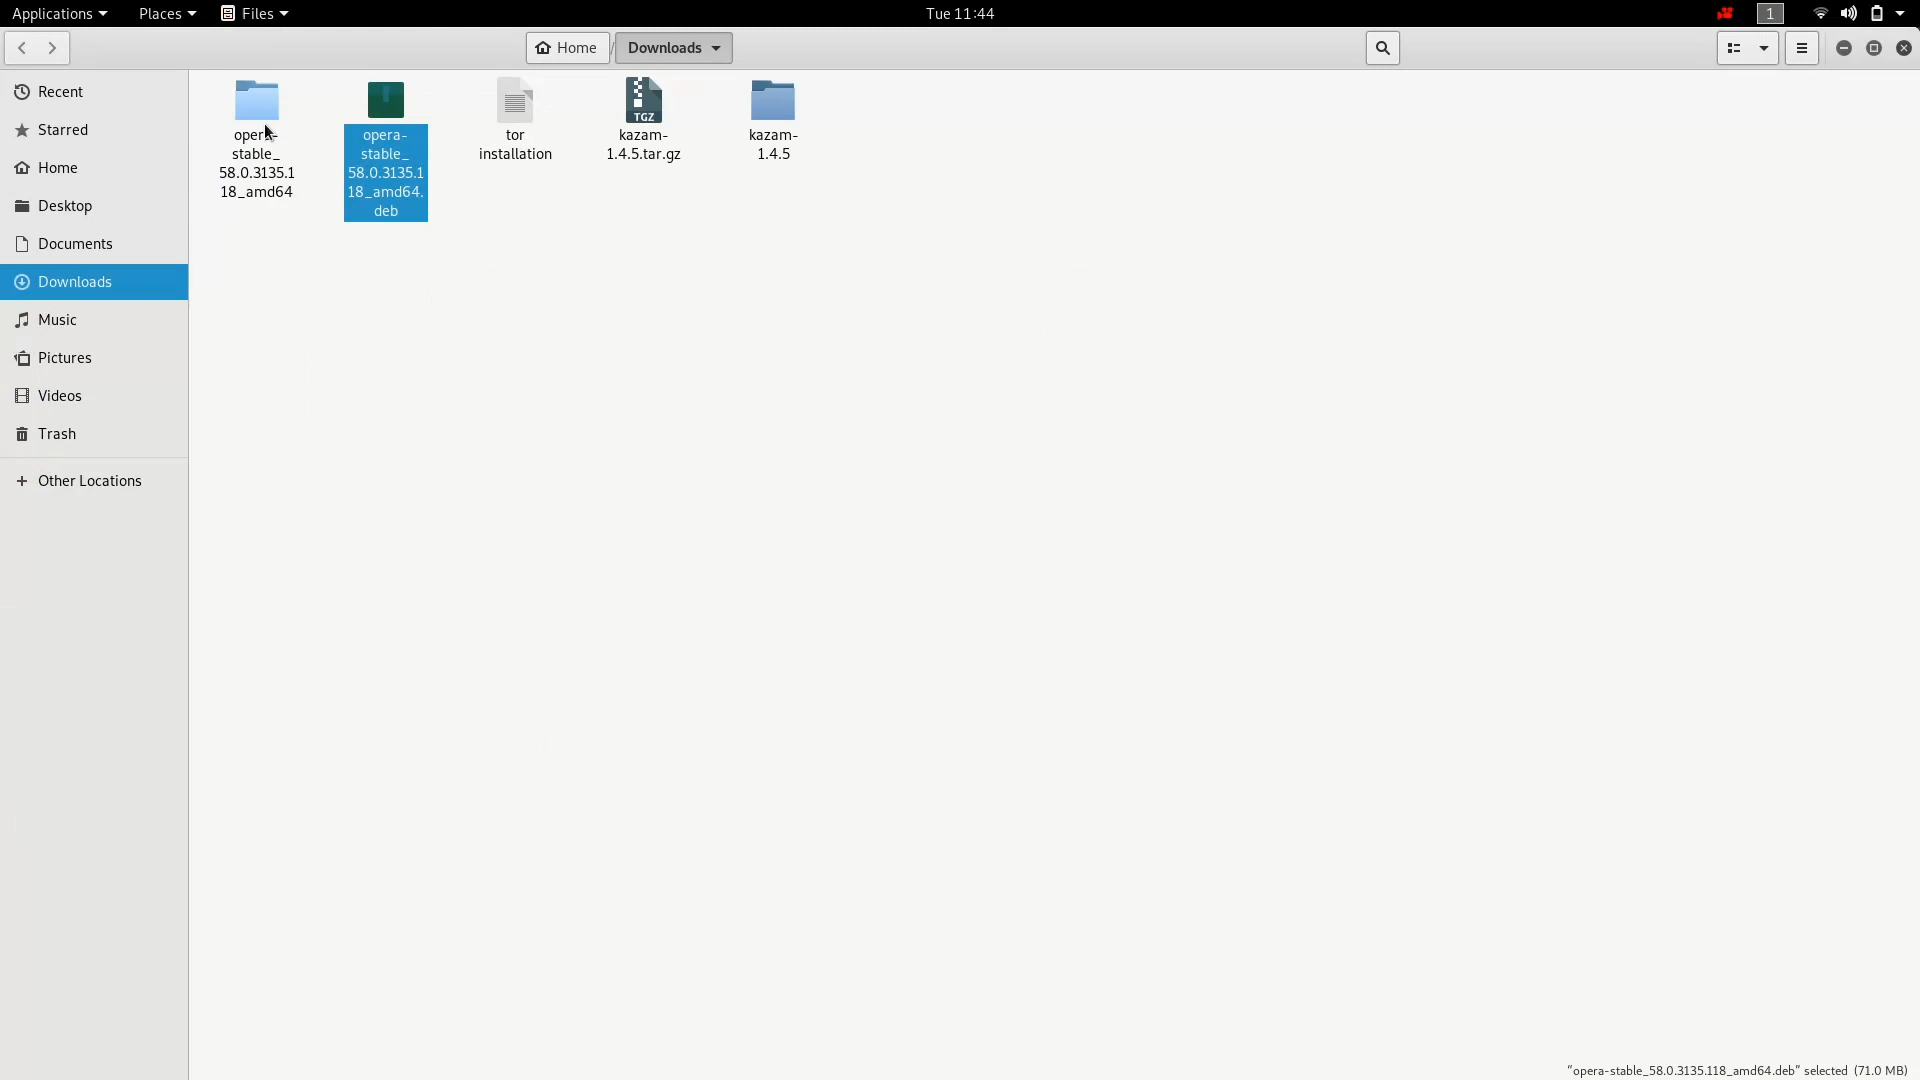 Applications
Places
Files
Tue 11:44
1
Home
/
Downloads
Recent
Starred
Home
Desktop
Documents
Downloads
Music
Pictures
Videos
Trash
+ Other Locations
opera-
stable_
58.0.3135.1
18_amd64
opera-
stable_
58.0.3135.1
18_amd64.
deb
tor
installation
TGZ
kazam-
1.4.5.tar.gz
kazam-
1.4.5
"opera-stable_58.0.3135.118_amd64.deb" selected (71.0 MB)